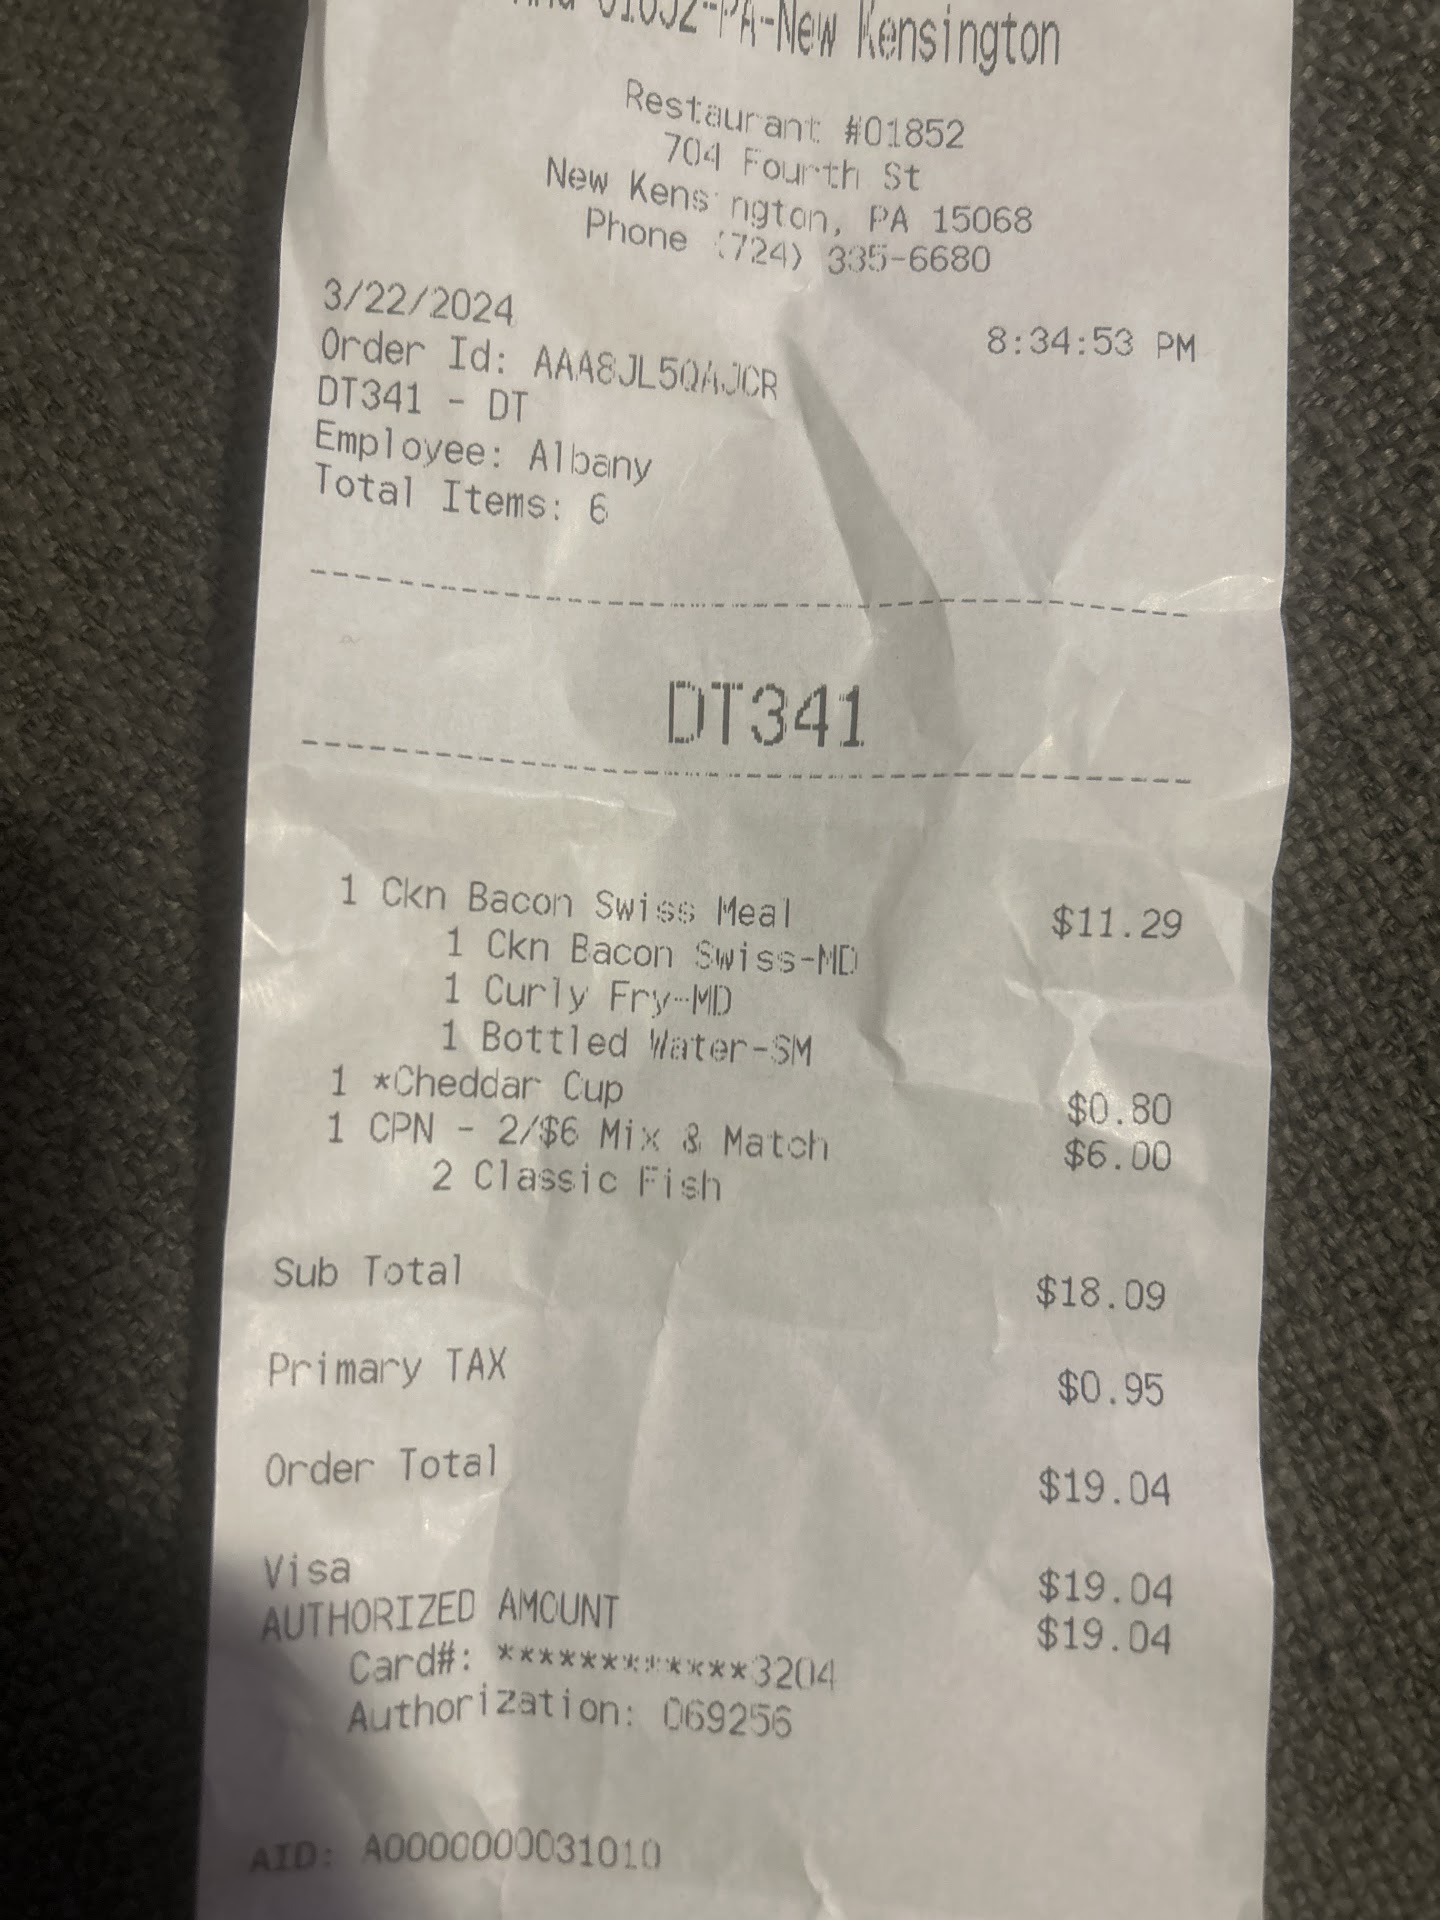 01852-PA-New Kensington
Restaurant #01852
704 Fourth St
New Kensington, PA 15068
Phone (724) 335-6680
3/22/2024 8:34:53 PM
Order Id: AAA8JL5QAJCR
DT341 - DT
Employee: Albany
Total Items: 6
DT341
1 Ckn Bacon Swiss Meal $11.29
1 Ckn Bacon Swiss-MD
1 Curly Fry-MD
1 Bottled Water-SM
1 *Cheddar Cup $0.80
1 CPN - 2/$6 Mix & Match $6.00
2 Classic Fish
Sub Total $18.09
Primary TAX $0.95
Order Total $19.04
Visa $19.04
AUTHORIZED AMOUNT $19.04
Card#: ************3204
Authorization: 069256
AID: A0000000031010